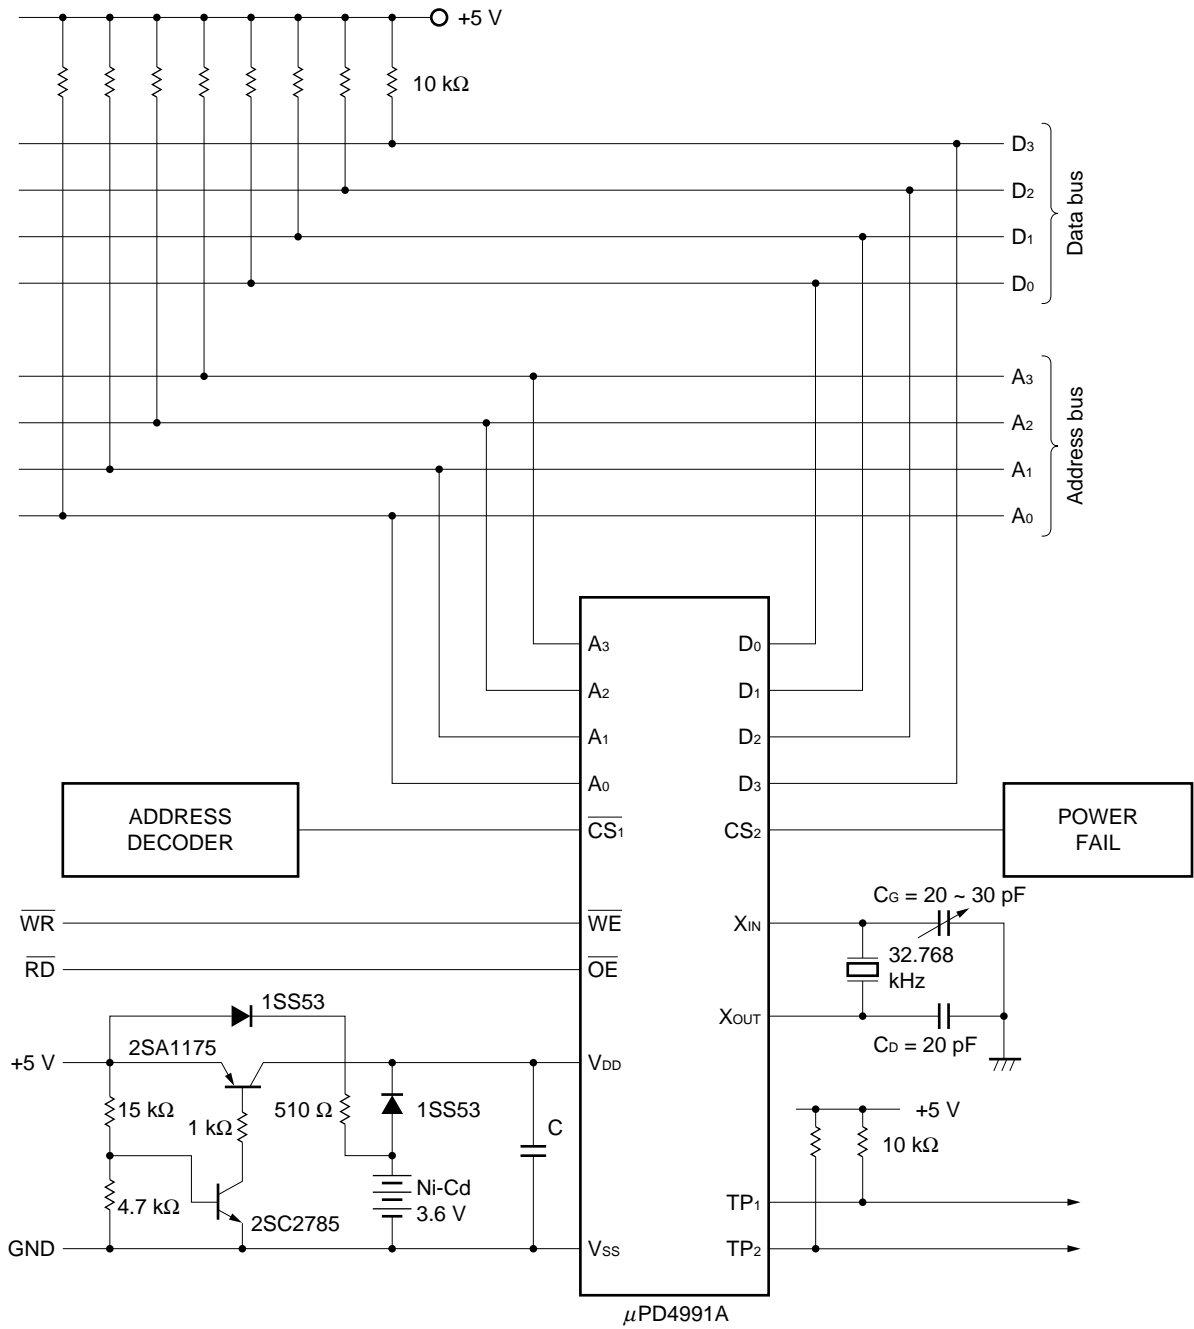 +5 V
10 kΩ
D3
D2
D1
D0
Data bus
A3
A2
A1
A0
Address bus
A3
D0
A2
D1
A1
D2
A0
D3
ADDRESS
DECODER
CS1
CS2
POWER
FAIL
WR
WE
XIN
CG = 20 ~ 30 pF
32.768
kHz
RD
OE
XOUT
CD = 20 pF
1SS53
+5 V
2SA1175
VDD
15 kΩ
1 kΩ
510 Ω
1SS53
C
+5 V
10 kΩ
4.7 kΩ
2SC2785
Ni-Cd
3.6 V
TP1
GND
VSS
TP2
µPD4991A